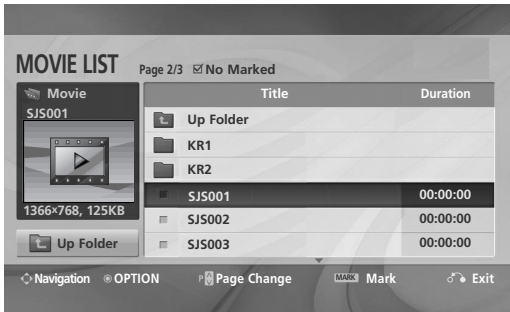 MOVIE LIST Page 2/3 No Marked
Movie
SJS001
1366×768, 125KB
Up Folder
Title Duration
Up Folder
KR1
KR2
SJS001 00:00:00
SJS002 00:00:00
SJS003 00:00:00
Navigation OPTION P Page Change MARK Mark Exit